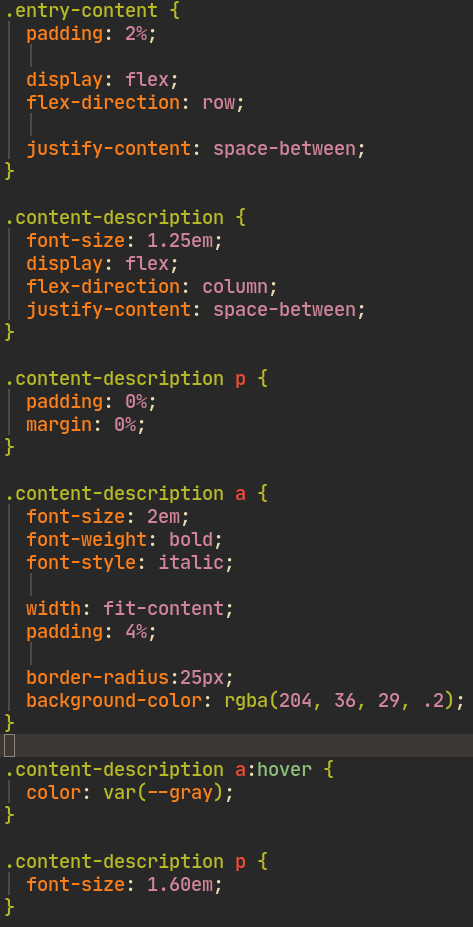 .entry-content {
padding: 2%;
display: flex;
flex-direction: row;
justify-content: space-between;
}
.content-description {
font-size: 1.25em;
display: flex;
flex-direction: column;
justify-content: space-between;
}
.content-description p {
padding: 0%;
margin: 0%;
}
.content-description a {
font-size: 2em;
font-weight: bold;
font-style: italic;
width: fit-content;
padding: 4%;
border-radius:25px;
background-color: rgba(204, 36, 29, .2);
}
.content-description a:hover {
color: var(--gray);
}
.content-description p {
font-size: 1.60em;
}